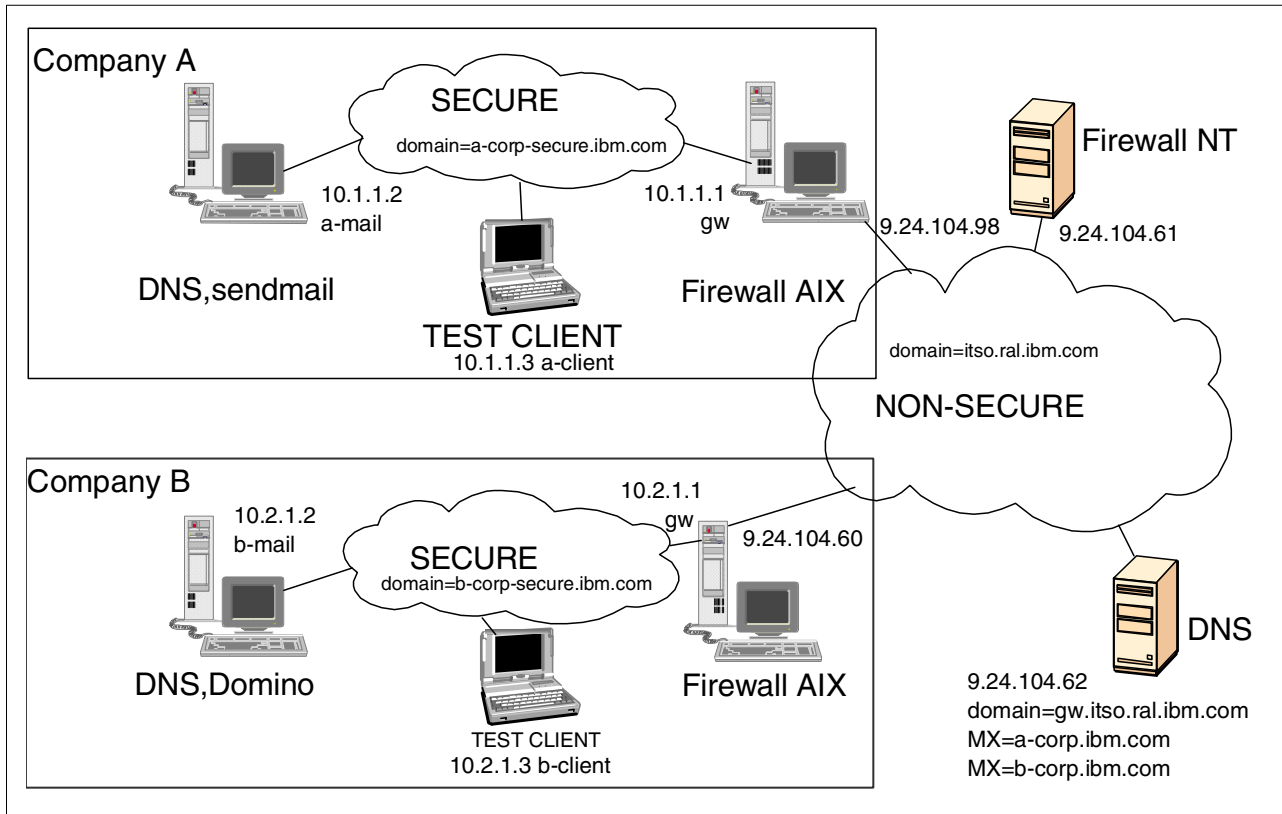 Company A
SECURE
domain=a-corp-secure.ibm.com
10.1.1.2
a-mail
DNS,sendmail
TEST CLIENT
10.1.1.3 a-client
10.1.1.1
gw
Firewall AIX
9.24.104.98
Firewall NT
9.24.104.61
domain=itso.ral.ibm.com
NON-SECURE
Company B
10.2.1.2
b-mail
DNS,Domino
SECURE
domain=b-corp-secure.ibm.com
TEST CLIENT
10.2.1.3 b-client
10.2.1.1
gw
9.24.104.60
Firewall AIX
DNS
9.24.104.62
domain=gw.itso.ral.ibm.com
MX=a-corp.ibm.com
MX=b-corp.ibm.com